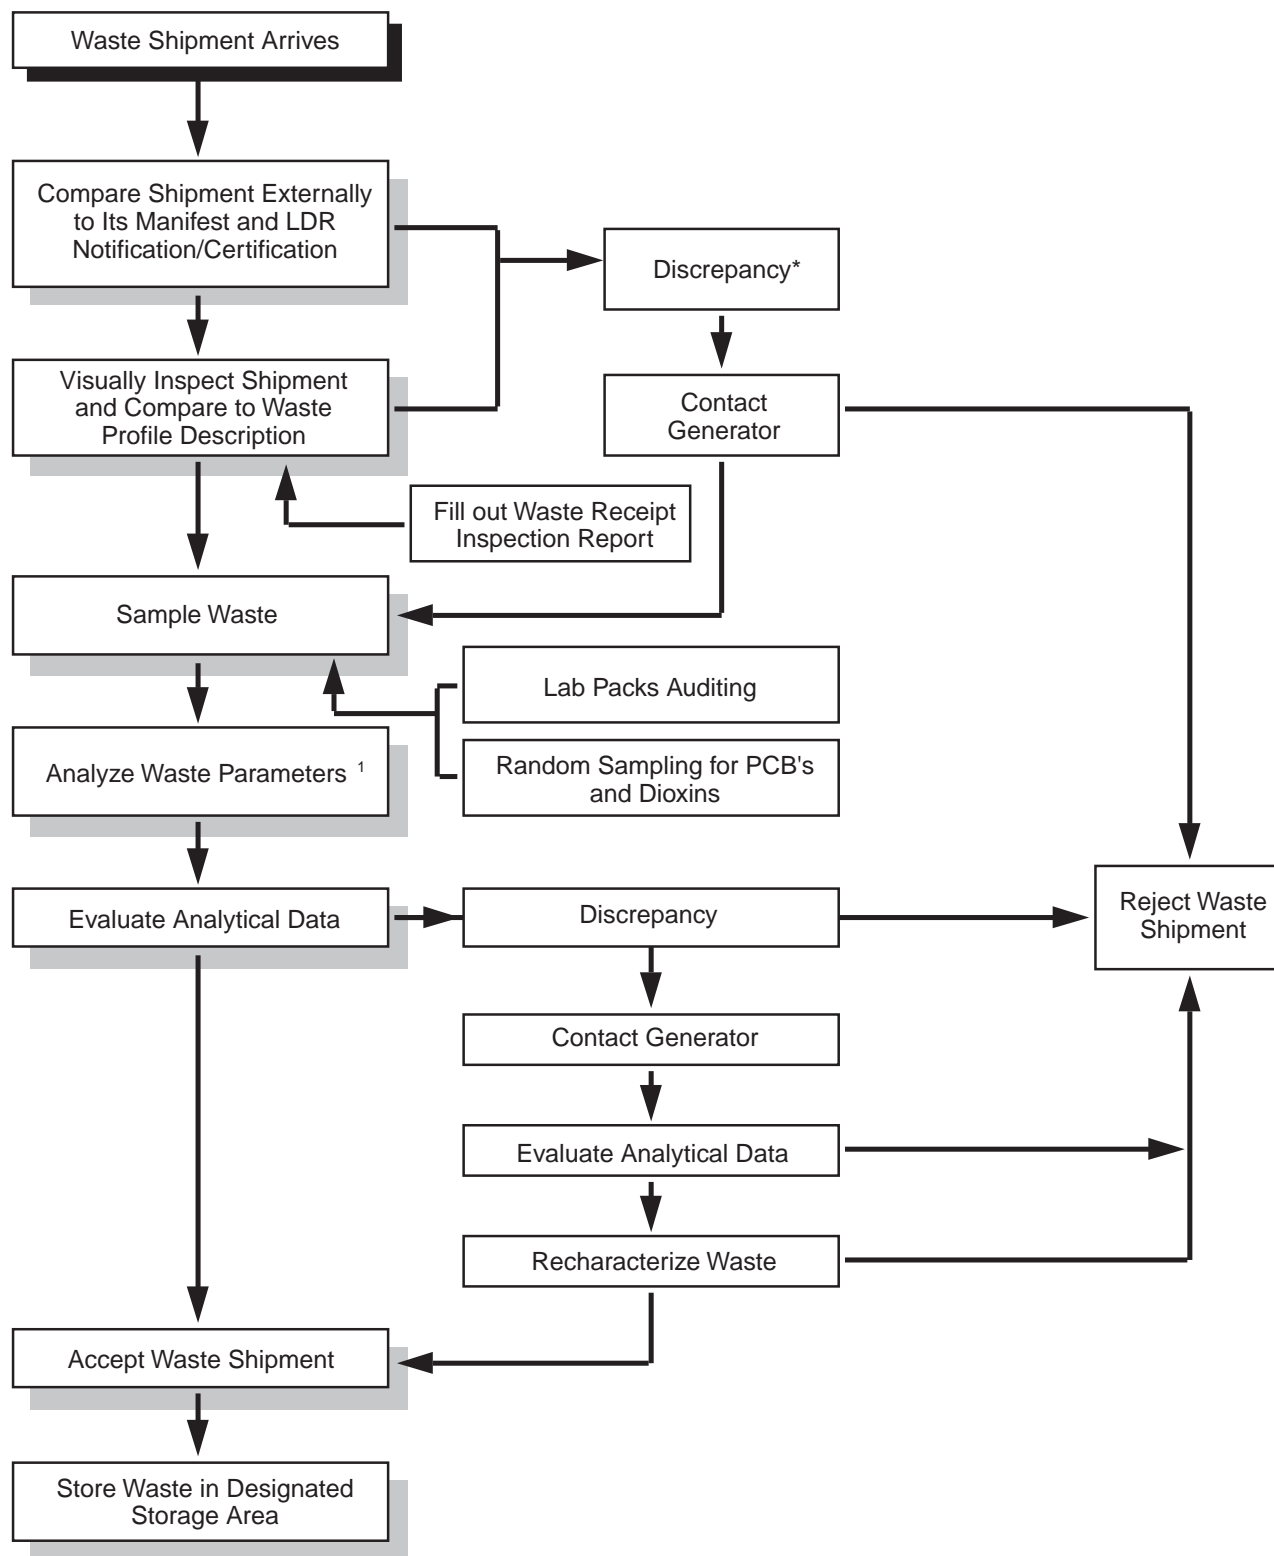 Waste Shipment Arrives
Compare Shipment Externally
to Its Manifest and LDR
Notification/Certification
Discrepancy*
Visually Inspect Shipment
and Compare to Waste
Profile Description
Contact
Generator
Fill out Waste Receipt
Inspection Report
Sample Waste
Lab Packs Auditing
Analyze Waste Parameters 1
Random Sampling for PCB's
and Dioxins
Evaluate Analytical Data
Discrepancy
Reject Waste
Shipment
Contact Generator
Evaluate Analytical Data
Recharacterize Waste
Accept Waste Shipment
Store Waste in Designated
Storage Area